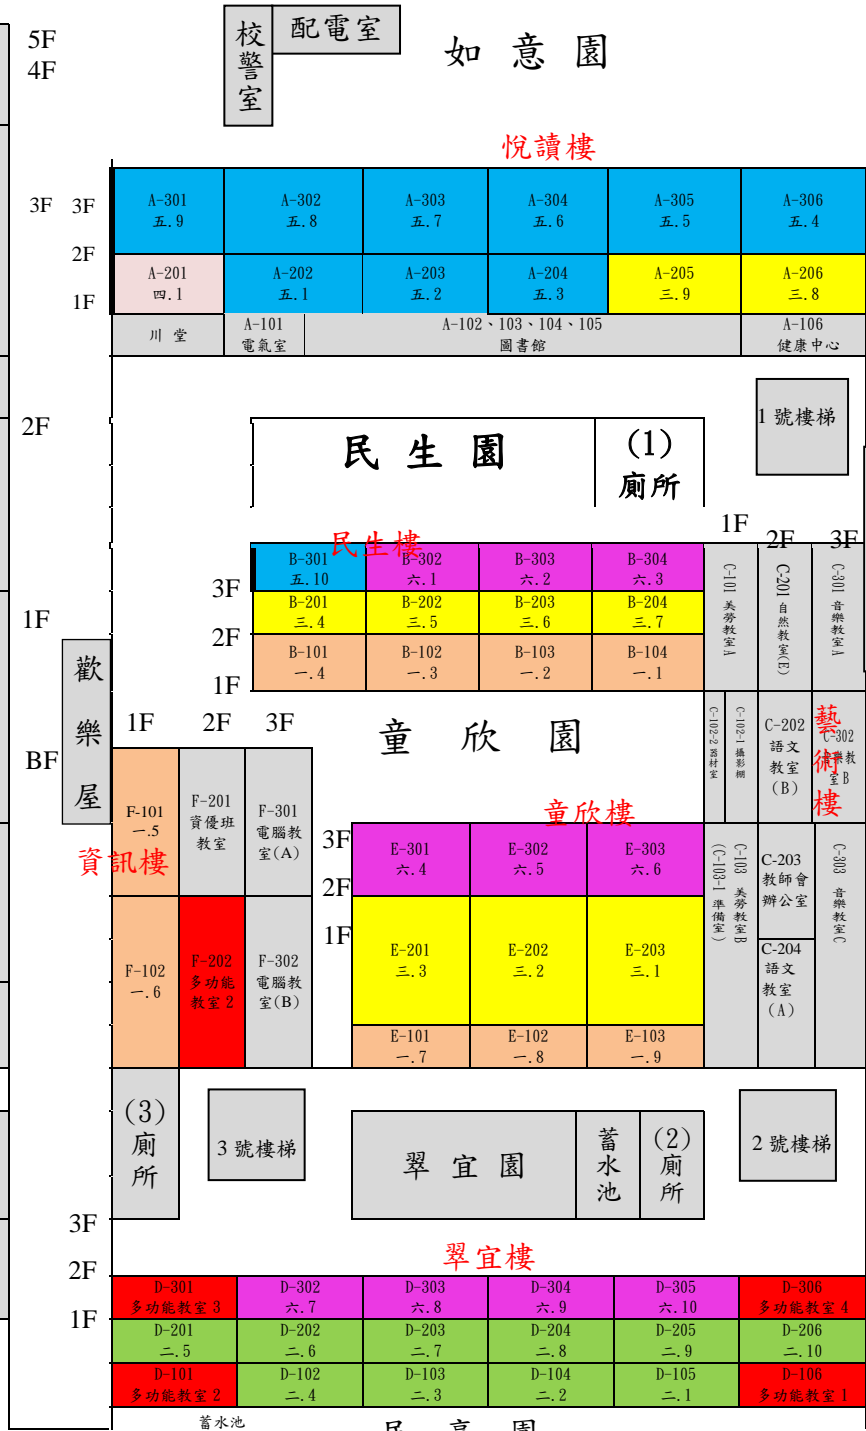 5F
4F
校警室
配電室
如意園
悅讀樓
3F
3F
2F
1F
A-301
五.9
A-302
五.8
A-303
五.7
A-304
五.6
A-305
五.5
A-306
五.4
A-201
四.1
A-202
五.1
A-203
五.2
A-204
五.3
A-205
三.9
A-206
三.8
川堂
A-101
電氣室
A-102、103、104、105
圖書館
A-106
健康中心
1號樓梯
2F
民生園
(1)
廁所
1F
2F
3F
民生樓
3F
2F
1F
B-301
五.10
B-302
六.1
B-303
六.2
B-304
六.3
B-201
三.4
B-202
三.5
B-203
三.6
B-204
三.7
B-101
一.4
B-102
一.3
B-103
一.2
B-104
一.1
C-101 美勞教室A
C-201 自然教室(E)
C-301 音樂教室A
1F
歡樂屋
BF
1F
2F
3F
童欣園
C-102-2 器材室
C-102-1 攝影棚
C-202
語文
教室
(B)
C-302
音樂教
室B
藝術樓
F-101
一.5
F-201
資優班
教室
F-301
電腦教
室(A)
資訊樓
F-102
一.6
F-202
多功能
教室2
F-302
電腦教
室(B)
童欣樓
3F
2F
1F
E-301
六.4
E-302
六.5
E-303
六.6
E-201
三.3
E-202
三.2
E-203
三.1
E-101
一.7
E-102
一.8
E-103
一.9
C-103 美勞教室B
(C-103-1 準備室)
C-203
教師會
辦公室
C-204
語文
教室
(A)
C-303 音樂教室C
(3)
廁所
3號樓梯
翠宜園
蓄水池
(2)
廁所
2號樓梯
翠宜樓
3F
2F
1F
D-301
多功能教室3
D-302
六.7
D-303
六.8
D-304
六.9
D-305
六.10
D-306
多功能教室4
D-201
二.5
D-202
二.6
D-203
二.7
D-204
二.8
D-205
二.9
D-206
二.10
D-101
多功能教室2
D-102
二.4
D-103
二.3
D-104
二.2
D-105
二.1
D-106
多功能教室1
蓄水池